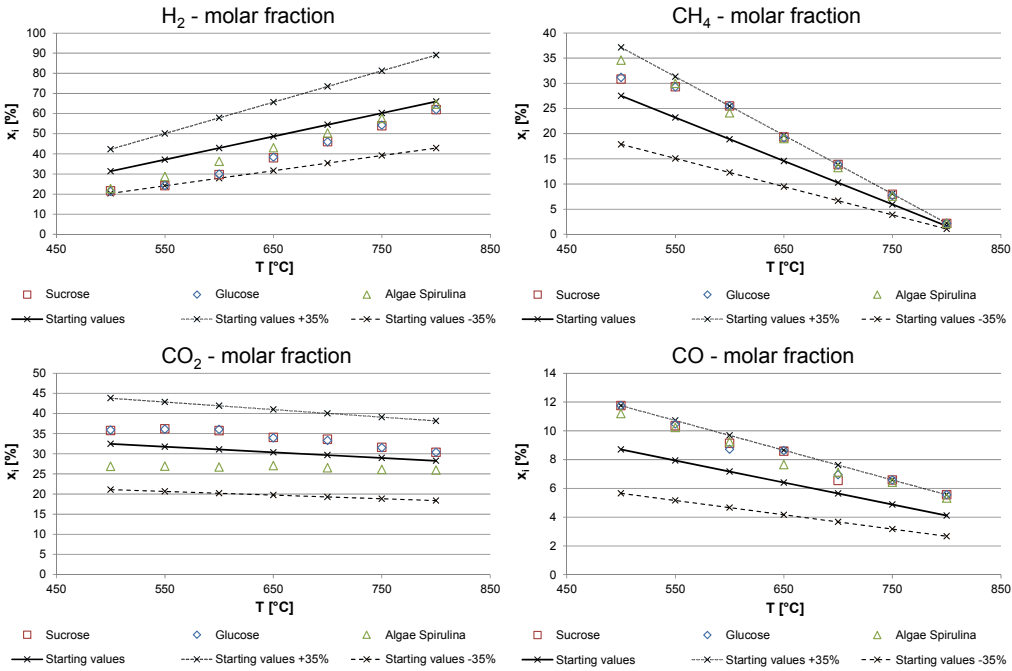 H2 - molar fraction
100
90
80
70
60
50
40
30
20
10
0
xi [%]
450 550 650 750 850
T [°C]
Sucrose Glucose Algae Spirulina
Starting values Starting values +35% Starting values -35%
CH4 - molar fraction
40
35
30
25
20
15
10
5
0
xi [%]
450 550 650 750 850
T [°C]
Sucrose Glucose Algae Spirulina
Starting values Starting values +35% Starting values -35%
CO2 - molar fraction
50
45
40
35
30
25
20
15
10
5
0
xi [%]
450 550 650 750 850
T [°C]
Sucrose Glucose Algae Spirulina
Starting values Starting values +35% Starting values -35%
CO - molar fraction
14
12
10
8
6
4
2
0
xi [%]
450 550 650 750 850
T [°C]
Sucrose Glucose Algae Spirulina
Starting values Starting values +35% Starting values -35%